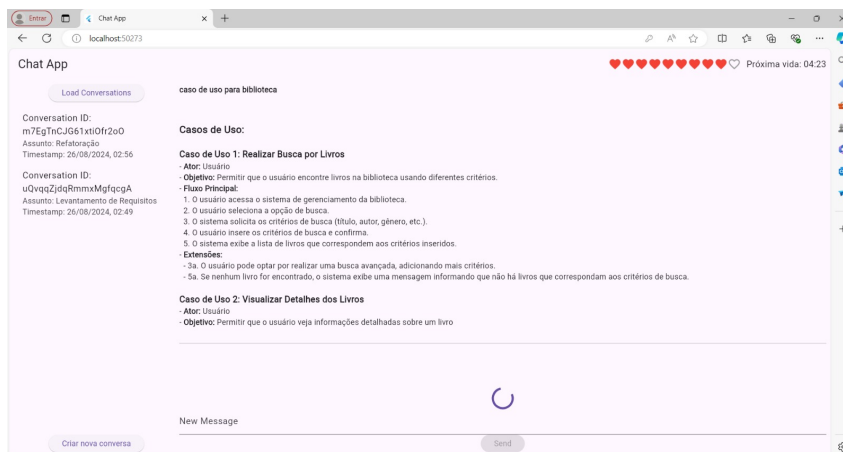 Entrar
Chat App
localhost:50273
Chat App
Próxima vida: 04:23
Load Conversations
Conversation ID:
m7EgTnCJG61xtiOfr2oO
Assunto: Refatoração
Timestamp: 26/08/2024, 02:56
Conversation ID:
uQvqqZjdqRmmxMgfqcgA
Assunto: Levantamento de Requisitos
Timestamp: 26/08/2024, 02:49
Criar nova conversa
caso de uso para biblioteca
Casos de Uso:
Caso de Uso 1: Realizar Busca por Livros
- Ator: Usuário
- Objetivo: Permitir que o usuário encontre livros na biblioteca usando diferentes critérios.
- Fluxo Principal:
1. O usuário acessa o sistema de gerenciamento da biblioteca.
2. O usuário seleciona a opção de busca.
3. O sistema solicita os critérios de busca (título, autor, gênero, etc.).
4. O usuário insere os critérios de busca e confirma.
5. O sistema exibe a lista de livros que correspondem aos critérios inseridos.
- Extensões:
- 3a. O usuário pode optar por realizar uma busca avançada, adicionando mais critérios.
- 5a. Se nenhum livro for encontrado, o sistema exibe uma mensagem informando que não há livros que correspondam aos critérios de busca.
Caso de Uso 2: Visualizar Detalhes dos Livros
- Ator: Usuário
- Objetivo: Permitir que o usuário veja informações detalhadas sobre um livro
New Message
Send